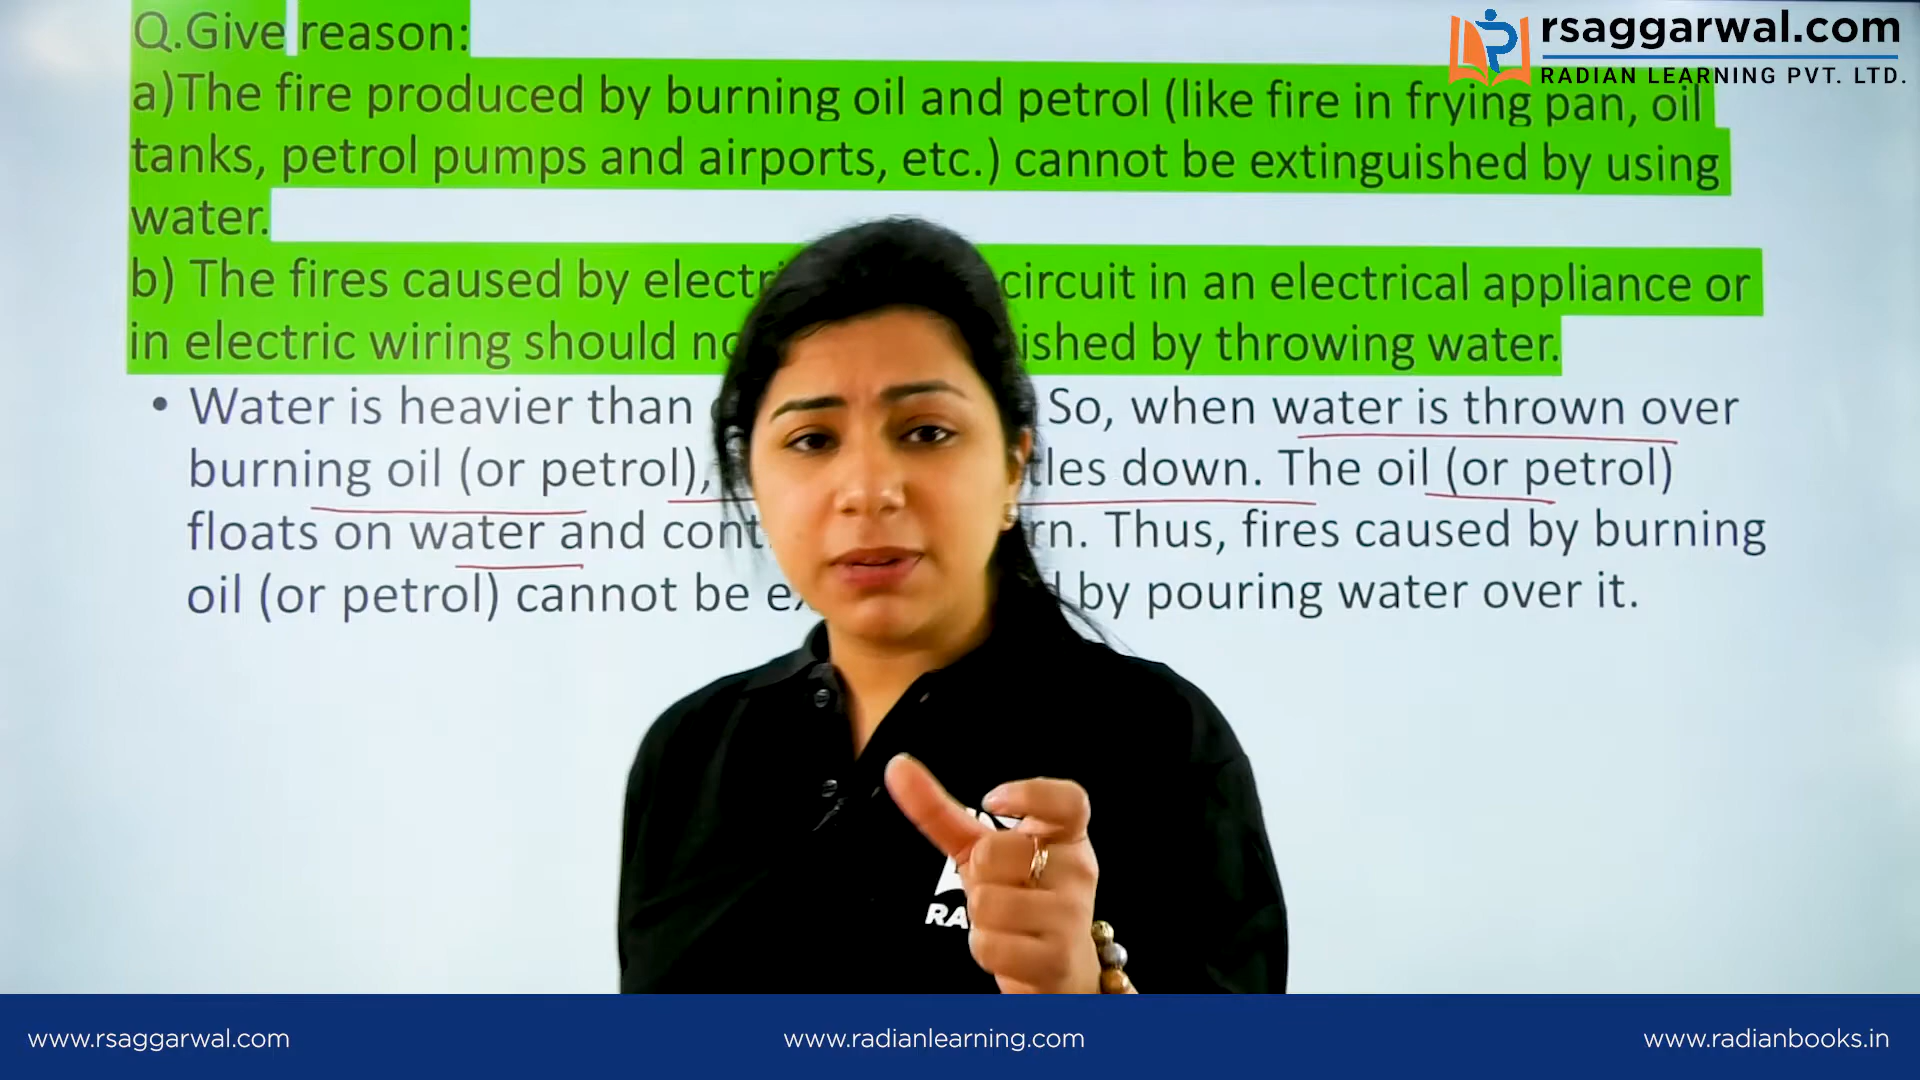 Q.Give reason:
a)The fire produced by burning oil and petrol (like fire in frying pan, oil
tanks, petrol pumps and airports, etc.) cannot be extinguished by using
water.
b) The fires caused by circuit in an electrical appliance or
in electric wiring should by throwing water.
• Water is heavier than So, when water is thrown over
burning oil (or petrol), down. The oil (or petrol)
floats on water and Thus, fires caused by burning
oil (or petrol) cannot be by pouring water over it.
rsaggarwal.com
RADIAN LEARNING PVT. LTD.
www.rsaggarwal.com
www.radianlearning.com
www.radianbooks.in